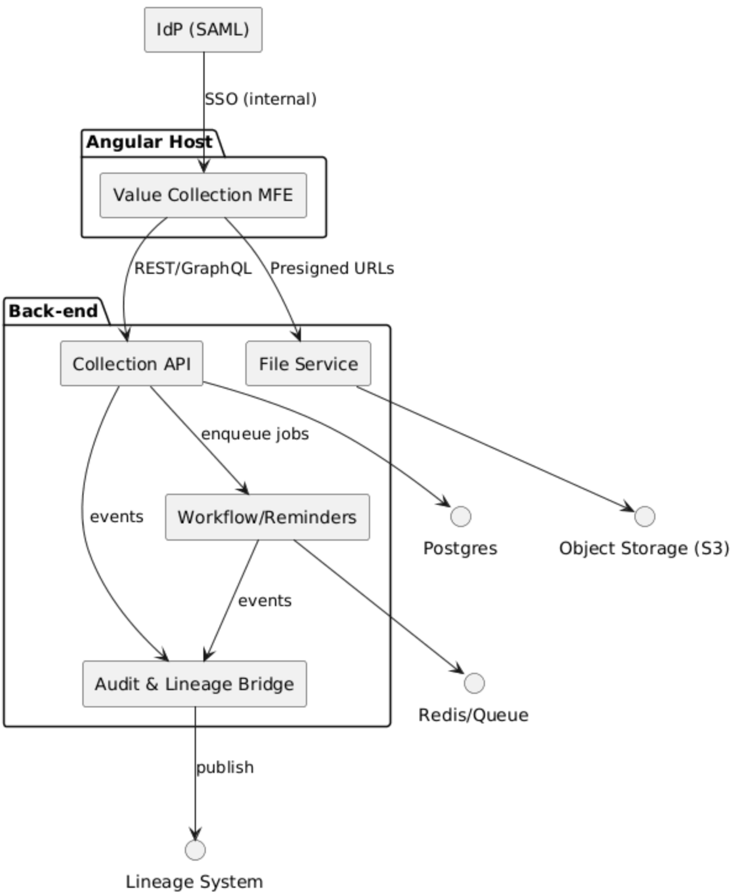 IdP (SAML)
SSO (internal)
Angular Host
Value Collection MFE
REST/GraphQL
Presigned URLs
Back-end
Collection API
File Service
enqueue jobs
events
Workflow/Reminders
Postgres
Object Storage (S3)
events
Audit & Lineage Bridge
Redis/Queue
publish
Lineage System